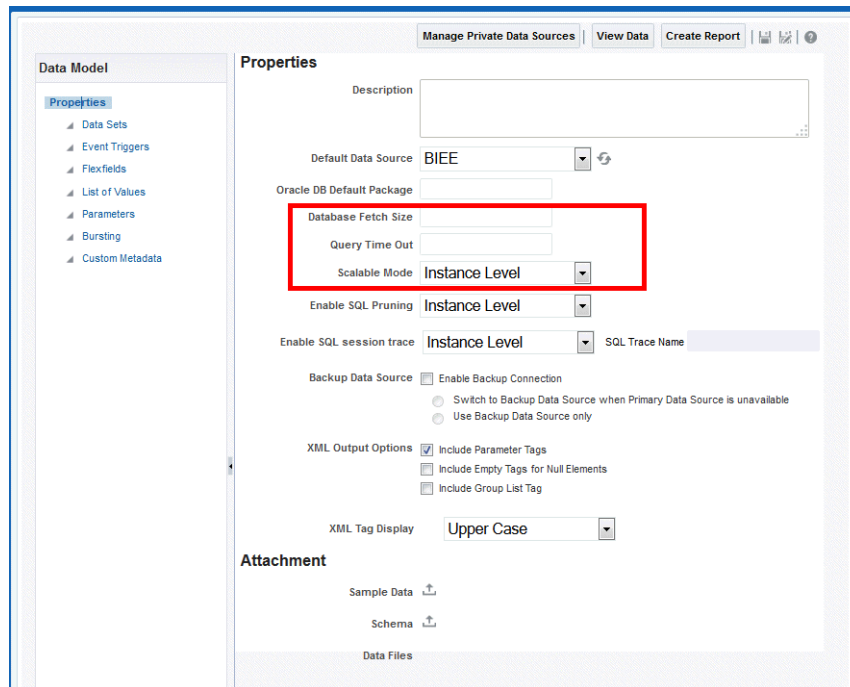 Manage Private Data Sources | View Data Create Report
Data Model
Properties
Data Sets
Event Triggers
Flexfields
List of Values
Parameters
Bursting
Custom Metadata
Properties
Description
Default Data Source BIEE
Oracle DB Default Package
Database Fetch Size
Query Time Out
Scalable Mode Instance Level
Enable SQL Pruning Instance Level
Enable SQL session trace Instance Level SQL Trace Name
Backup Data Source Enable Backup Connection
Switch to Backup Data Source when Primary Data Source is unavailable
Use Backup Data Source only
XML Output Options Include Parameter Tags
Include Empty Tags for Null Elements
Include Group List Tag
XML Tag Display Upper Case
Attachment
Sample Data
Schema
Data Files